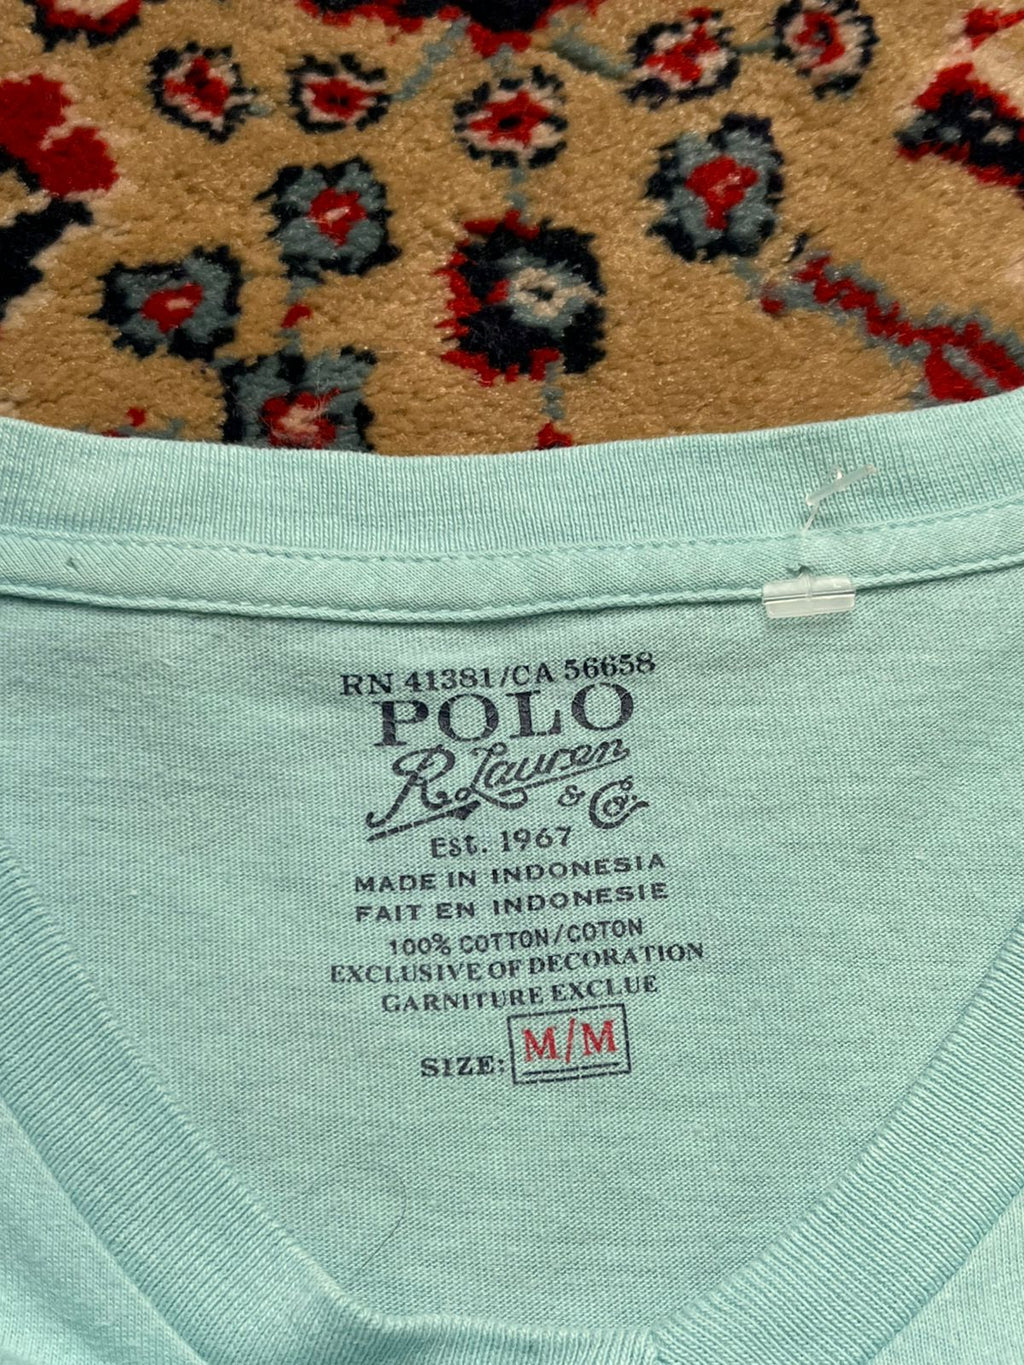 RN 41381/CA 56658
POLO
R. Lauren
& Co.
Est. 1967
MADE IN INDONESIA
FAIT EN INDONESIE
100% COTTON/COTON
EXCLUSIVE OF DECORATION
GARNITURE EXCLUE
SIZE: M/M